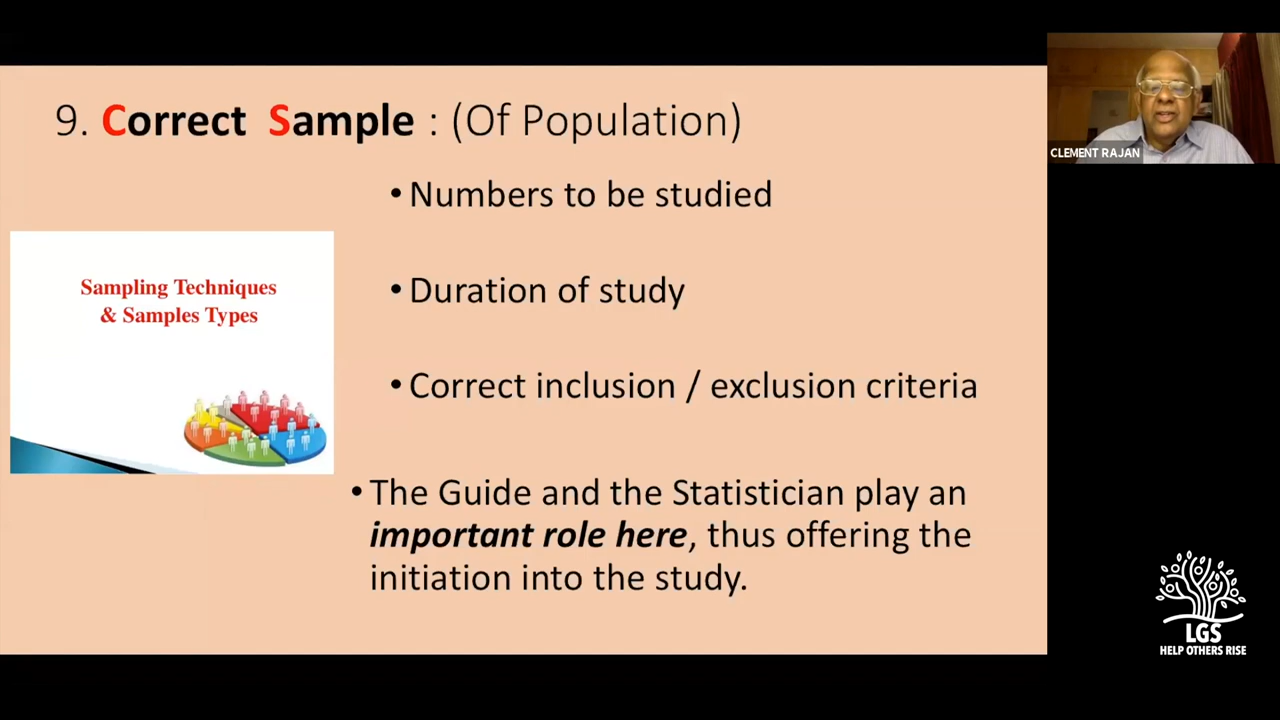 9. Correct Sample : (Of Population)
• Numbers to be studied
• Duration of study
• Correct inclusion / exclusion criteria
• The Guide and the Statistician play an
important role here, thus offering the
initiation into the study.
Sampling Techniques
& Samples Types
CLEMENT RAJAN
LGS
HELP OTHERS RISE